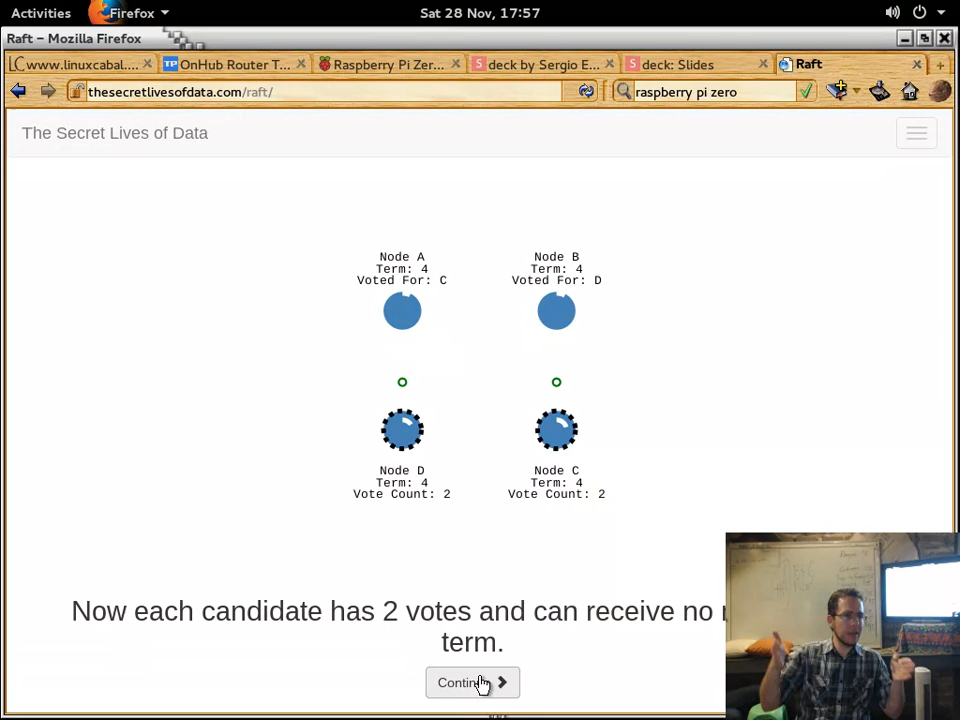 Activities Firefox Sat 28 Nov, 17:57
Raft – Mozilla Firefox
www.linuxcabal.... OnHub Router T... Raspberry Pi Zer... deck by Sergio E... deck: Slides Raft
thesecretlivesofdata.com/raft/ raspberry pi zero
The Secret Lives of Data
Node A
Term: 4
Voted For: C
Node B
Term: 4
Voted For: D
Node D
Term: 4
Vote Count: 2
Node C
Term: 4
Vote Count: 2
Now each candidate has 2 votes and can receive no
term.
Contin